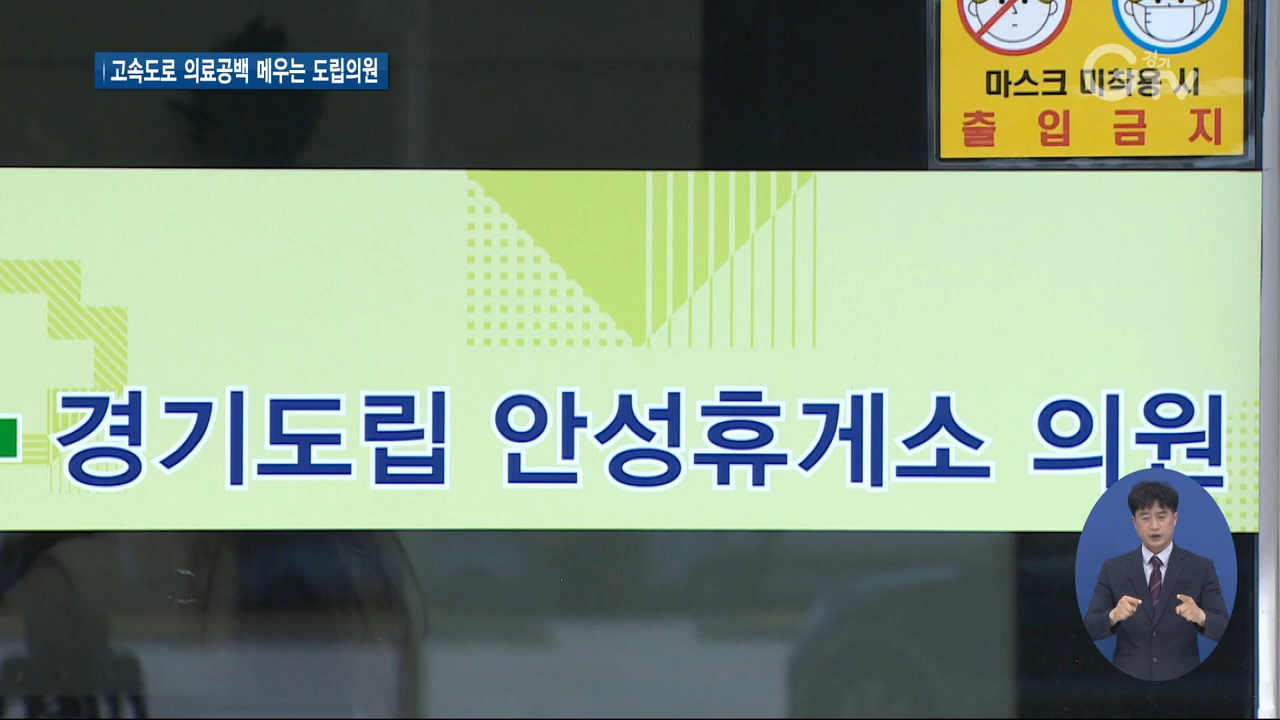 고속도로 의료공백 메우는 도립의원
경기 GTV
마스크 미착용 시
출입금지
경기도립 안성휴게소 의원